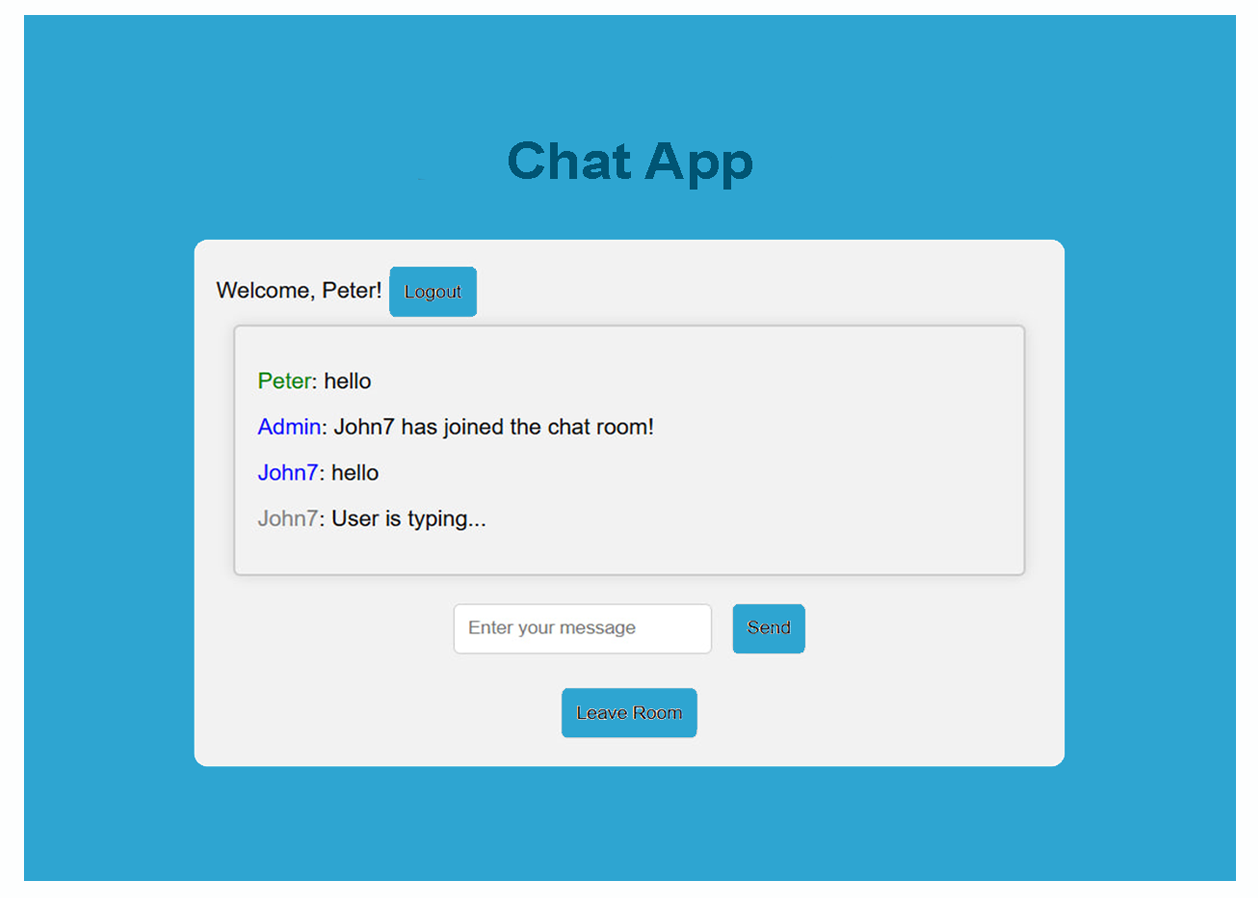 Chat App
Welcome, Peter! Logout
Peter: hello
Admin: John7 has joined the chat room!
John7: hello
John7: User is typing...
Enter your message Send
Leave Room